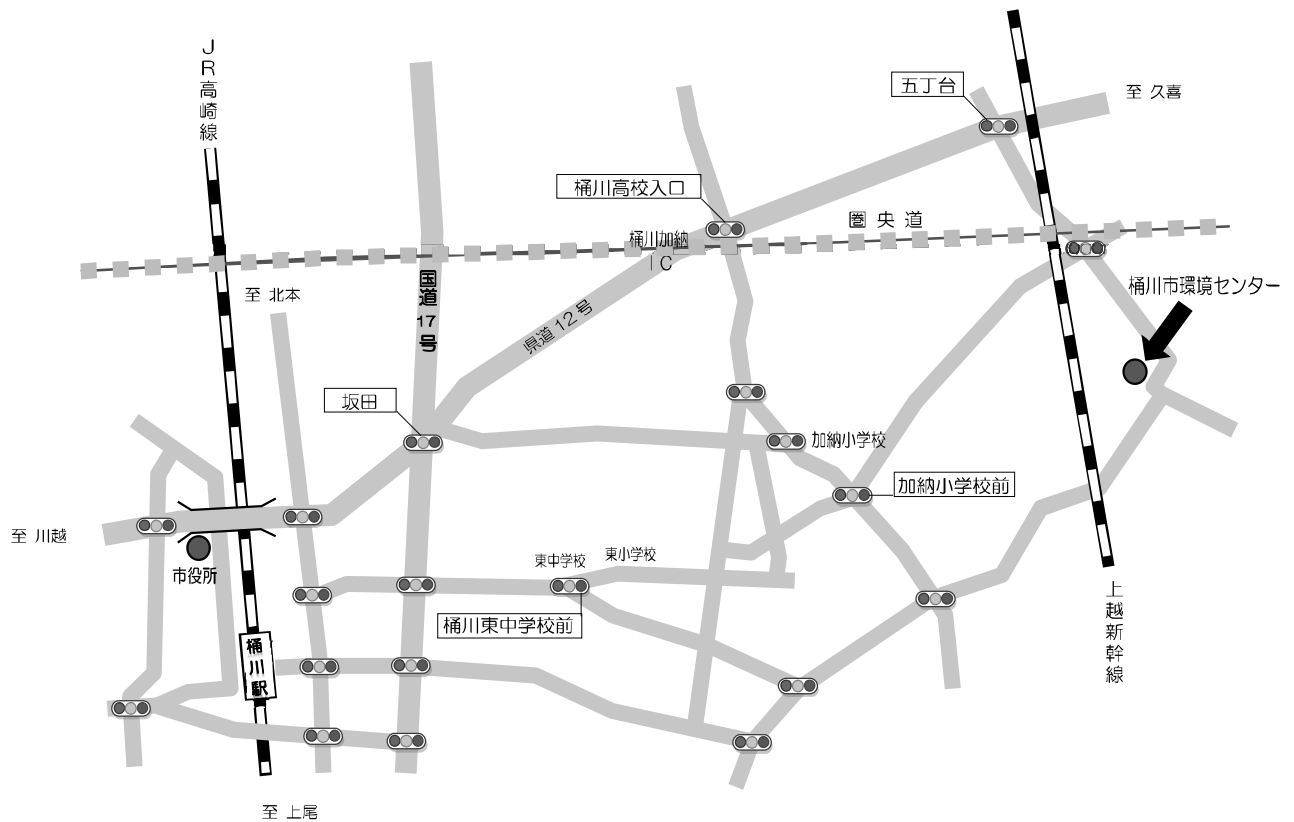 JR高崎線
五丁台
至 久喜
桶川高校入口
圏央道
桶川加納
IC
国道17号
至 北本
桶川市環境センター
県道12号
坂田
加納小学校
加納小学校前
至 川越
市役所
東中学校
東小学校
桶川東中学校前
上越新幹線
桶川駅
至 上尾